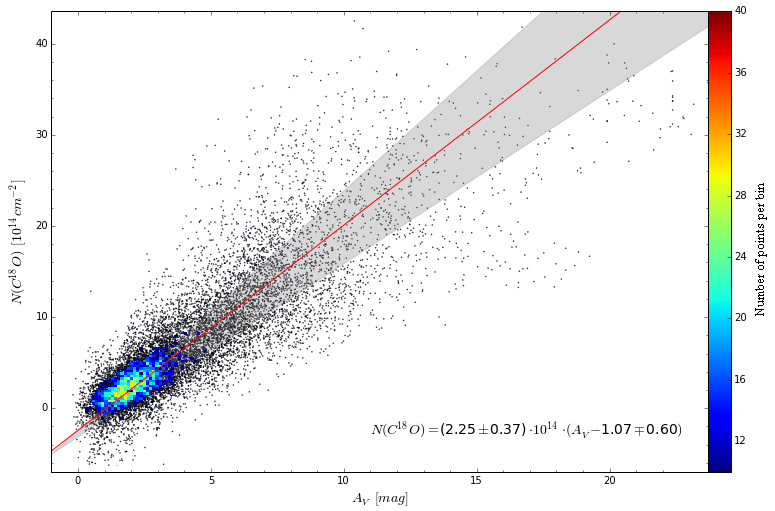 40
30
20
10
0
0 5 10 15 20
N(C¹⁸O) [10¹⁴cm⁻²]
A_V [mag]
N(C¹⁸O)=(2.25±0.37)·10¹⁴·(A_V−1.07∓0.60)
40
36
32
28
24
20
16
12
Number of points per bin